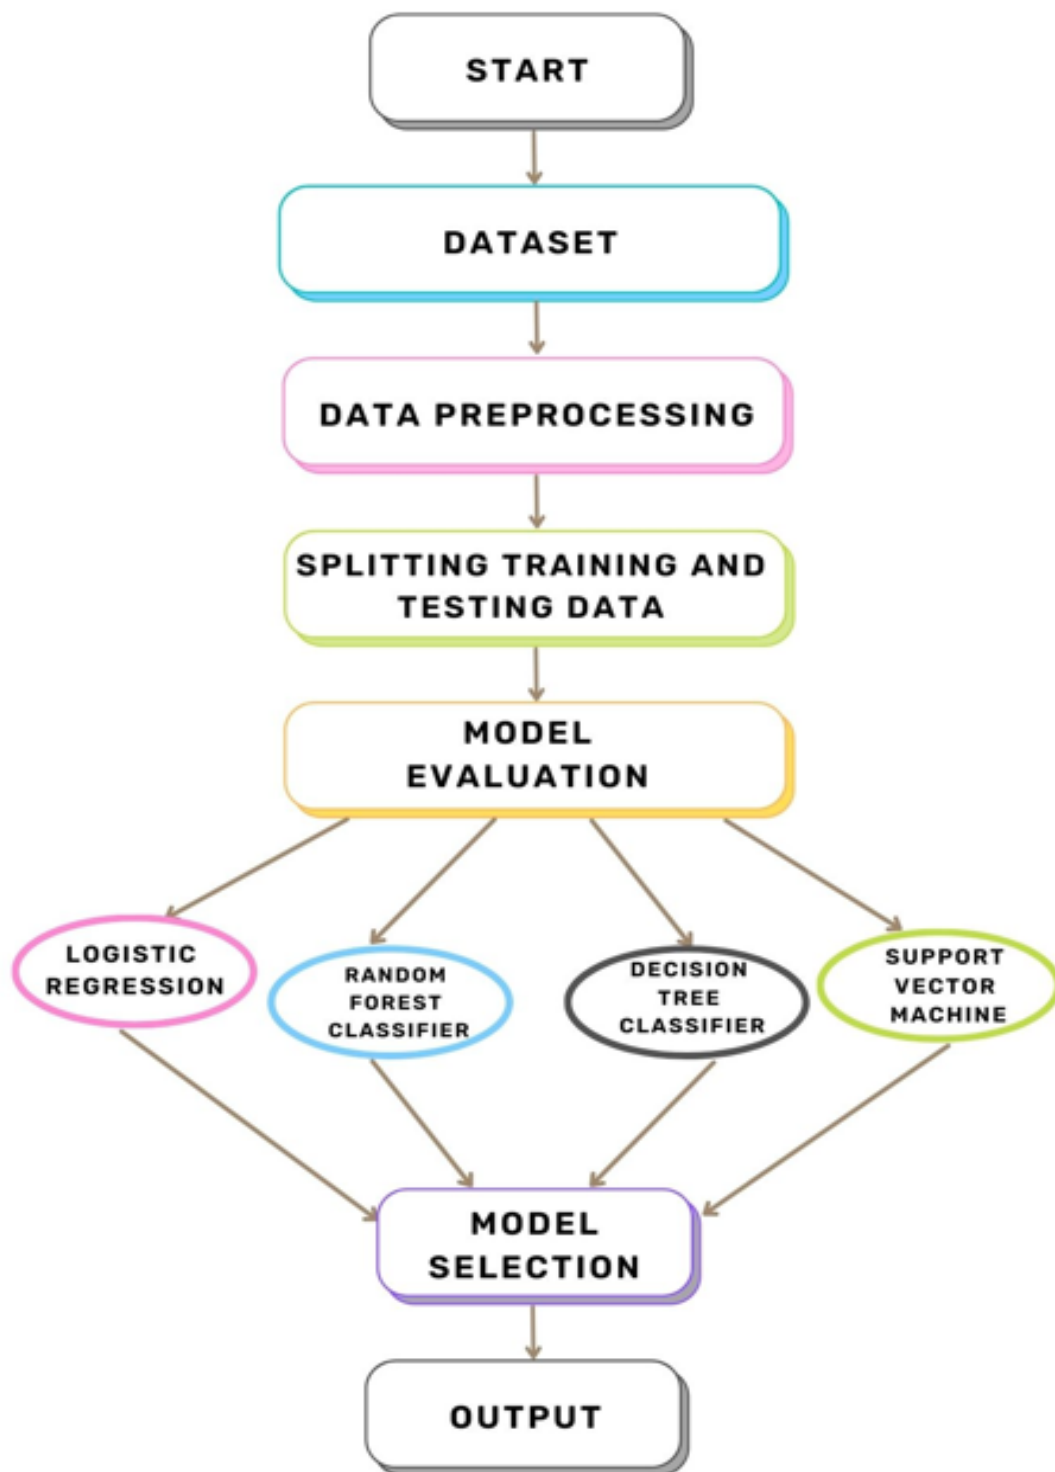 START
DATASET
DATA PREPROCESSING
SPLITTING TRAINING AND
TESTING DATA
MODEL
EVALUATION
LOGISTIC
REGRESSION
RANDOM
FOREST
CLASSIFIER
DECISION
TREE
CLASSIFIER
SUPPORT
VECTOR
MACHINE
MODEL
SELECTION
OUTPUT